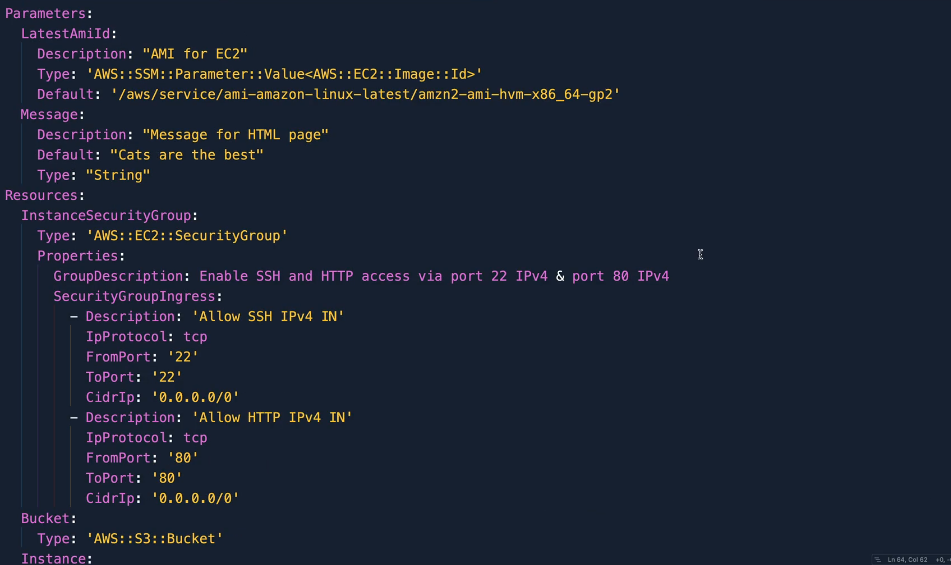 Parameters:
  LatestAmiId:
    Description: "AMI for EC2"
    Type: 'AWS::SSM::Parameter::Value<AWS::EC2::Image::Id>'
    Default: '/aws/service/ami-amazon-linux-latest/amzn2-ami-hvm-x86_64-gp2'
  Message:
    Description: "Message for HTML page"
    Default: "Cats are the best"
    Type: "String"
Resources:
  InstanceSecurityGroup:
    Type: 'AWS::EC2::SecurityGroup'
    Properties:
      GroupDescription: Enable SSH and HTTP access via port 22 IPv4 & port 80 IPv4
      SecurityGroupIngress:
        - Description: 'Allow SSH IPv4 IN'
          IpProtocol: tcp
          FromPort: '22'
          ToPort: '22'
          CidrIp: '0.0.0.0/0'
        - Description: 'Allow HTTP IPv4 IN'
          IpProtocol: tcp
          FromPort: '80'
          ToPort: '80'
          CidrIp: '0.0.0.0/0'
  Bucket:
    Type: 'AWS::S3::Bucket'
  Instance:
Ln 64, Col 62